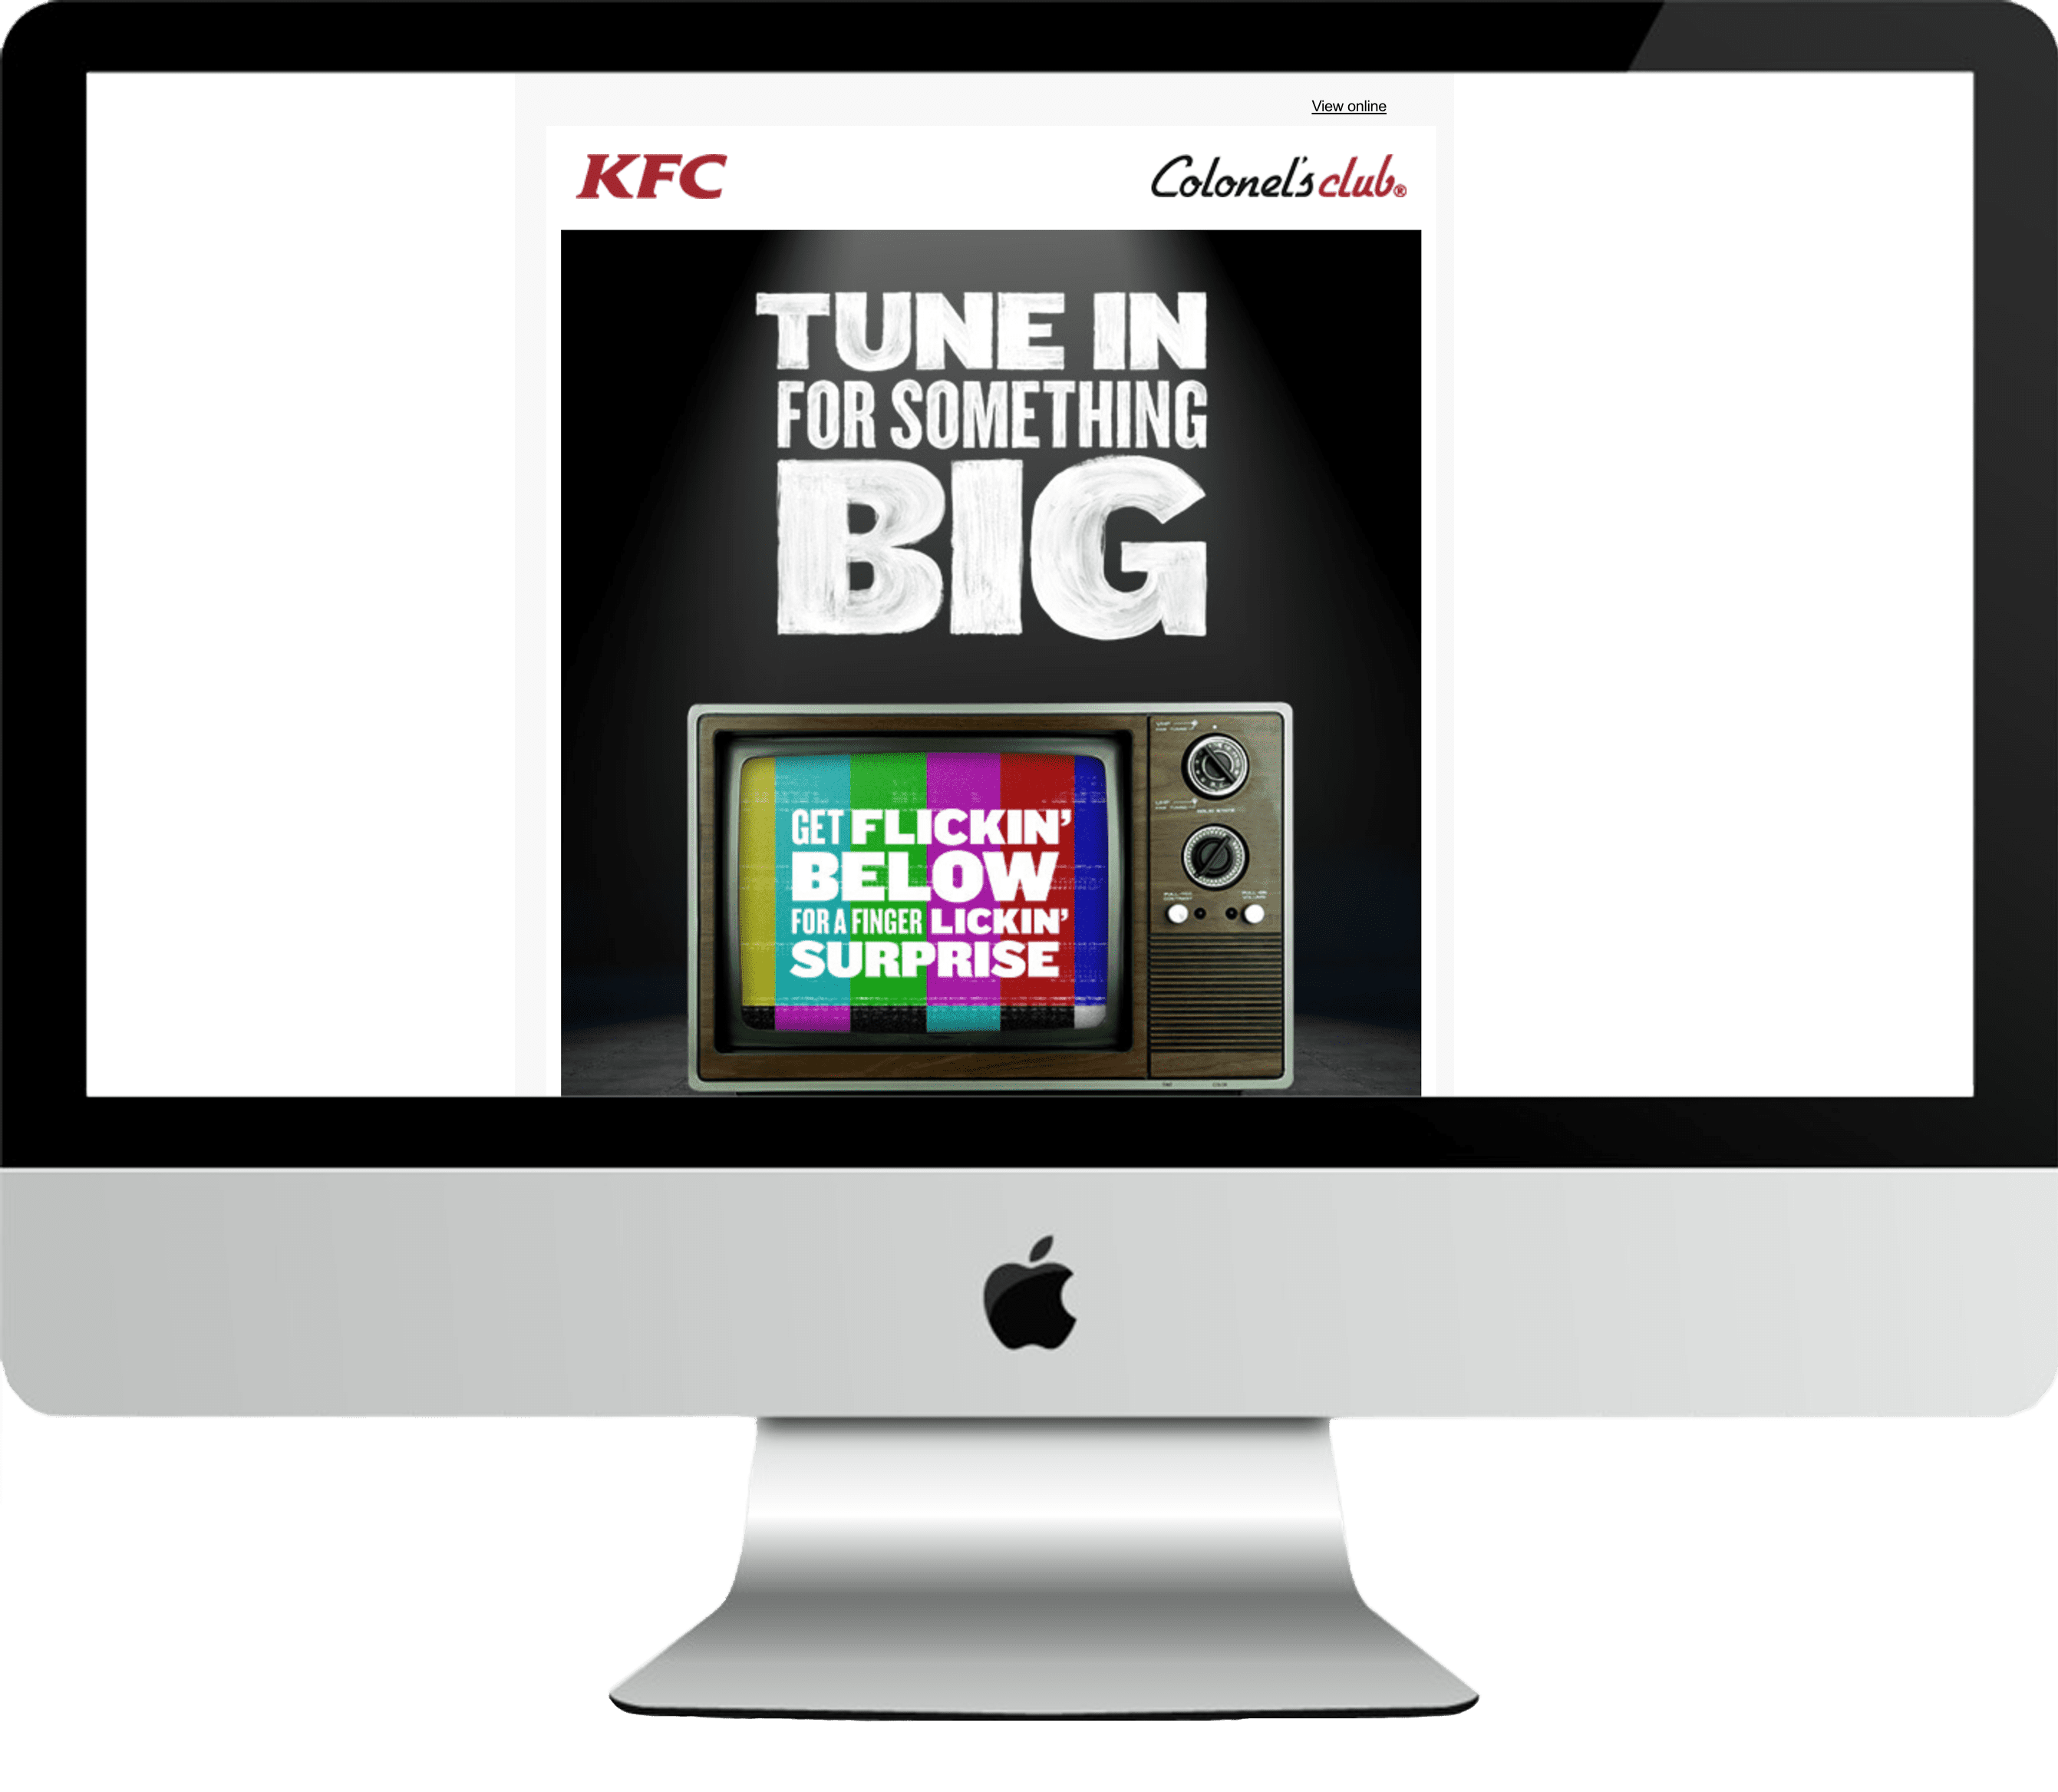 View online
KFC
Colonel's club®
TUNE IN
FOR SOMETHING
BIG
GET FLICKIN'
BELOW
FOR A FINGER LICKIN'
SURPRISE